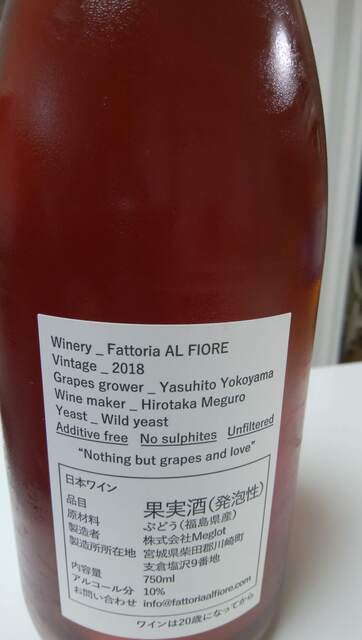 Winery _ Fattoria AL FIORE
Vintage _ 2018
Grapes grower _ Yasuhito Yokoyama
Wine maker _ Hirotaka Meguro
Yeast _ Wild yeast
Additive free No sulphites Unfiltered
"Nothing but grapes and love"
日本ワイン
品目 果実酒(発泡性)
原材料 ぶどう(福島県産)
製造者 株式会社Meglot
製造所所在地 宮城県柴田郡川崎町
支倉塩沢9番地
内容量 750ml
アルコール分 10%
お問い合わせ info@fattoriaalfiore.com
ワインは20歳になってから